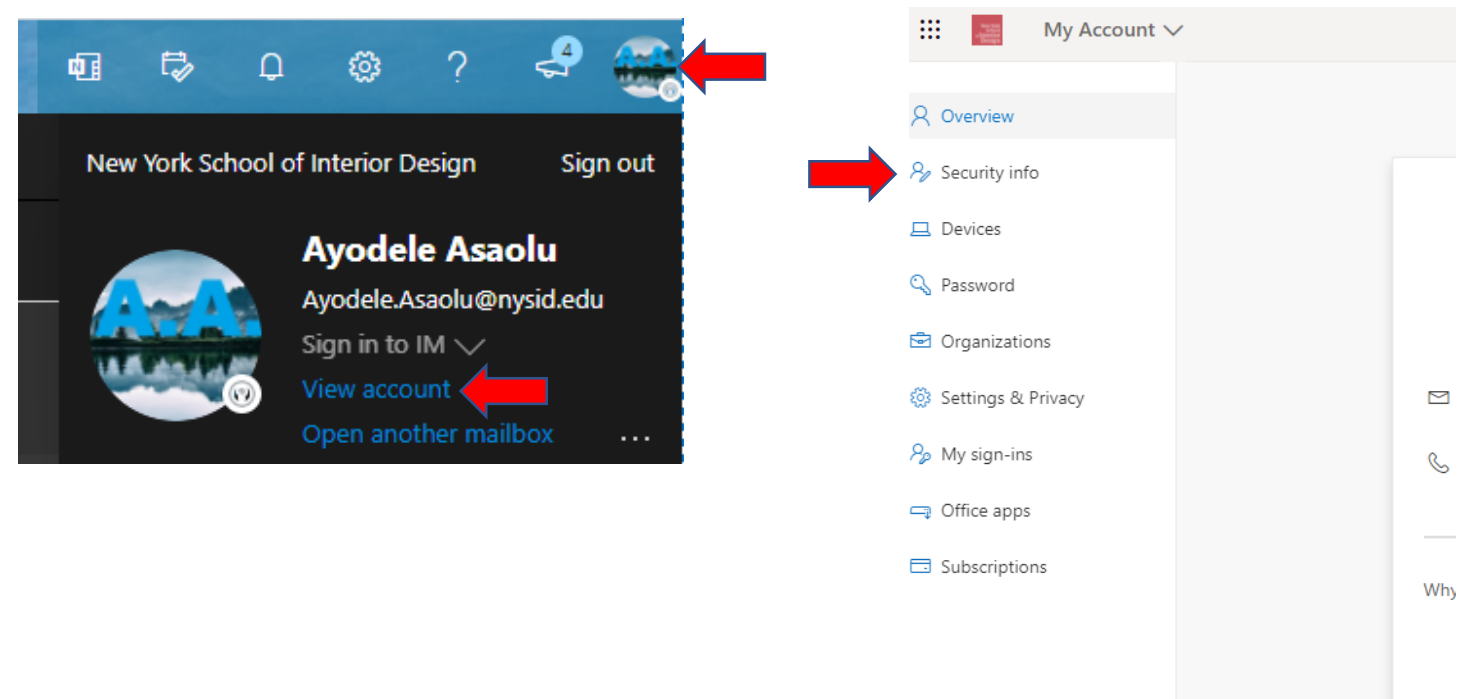 4
A.A.
New York School of Interior Design Sign out
A.A.
Ayodele Asaolu
Ayodele.Asaolu@nysid.edu
Sign in to IM
View account
Open another mailbox ...
My Account
Overview
Security info
Devices
Password
Organizations
Settings & Privacy
My sign-ins
Office apps
Subscriptions
Why